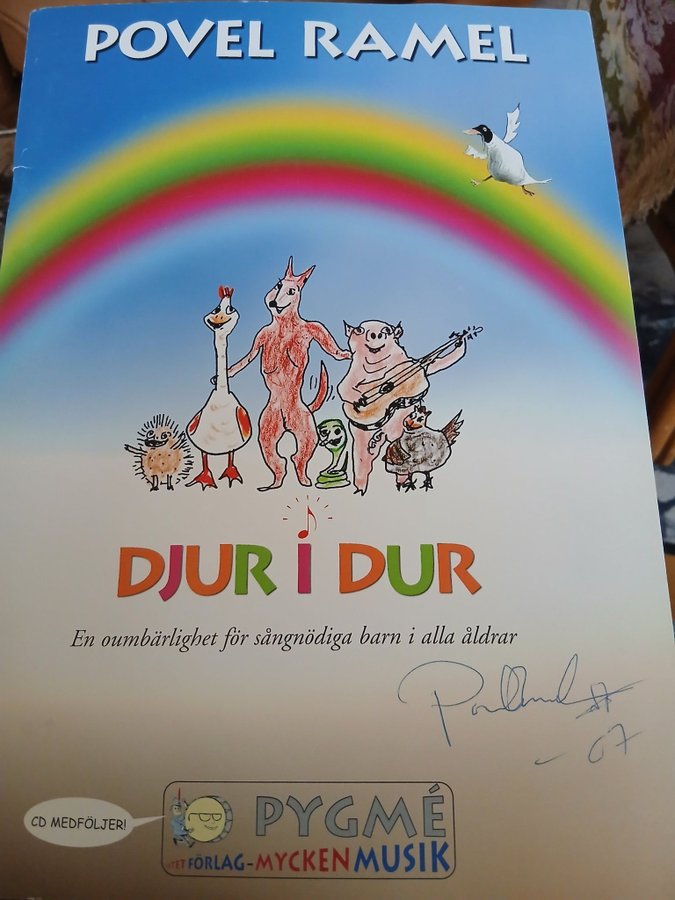 POVEL RAMEL
DJUR i DUR
En oumbärlighet för sångnödiga barn i alla åldrar
-07
CD MEDFÖLJER!
PYGMÉ
FÖRLAG-MYCKENMUSIK